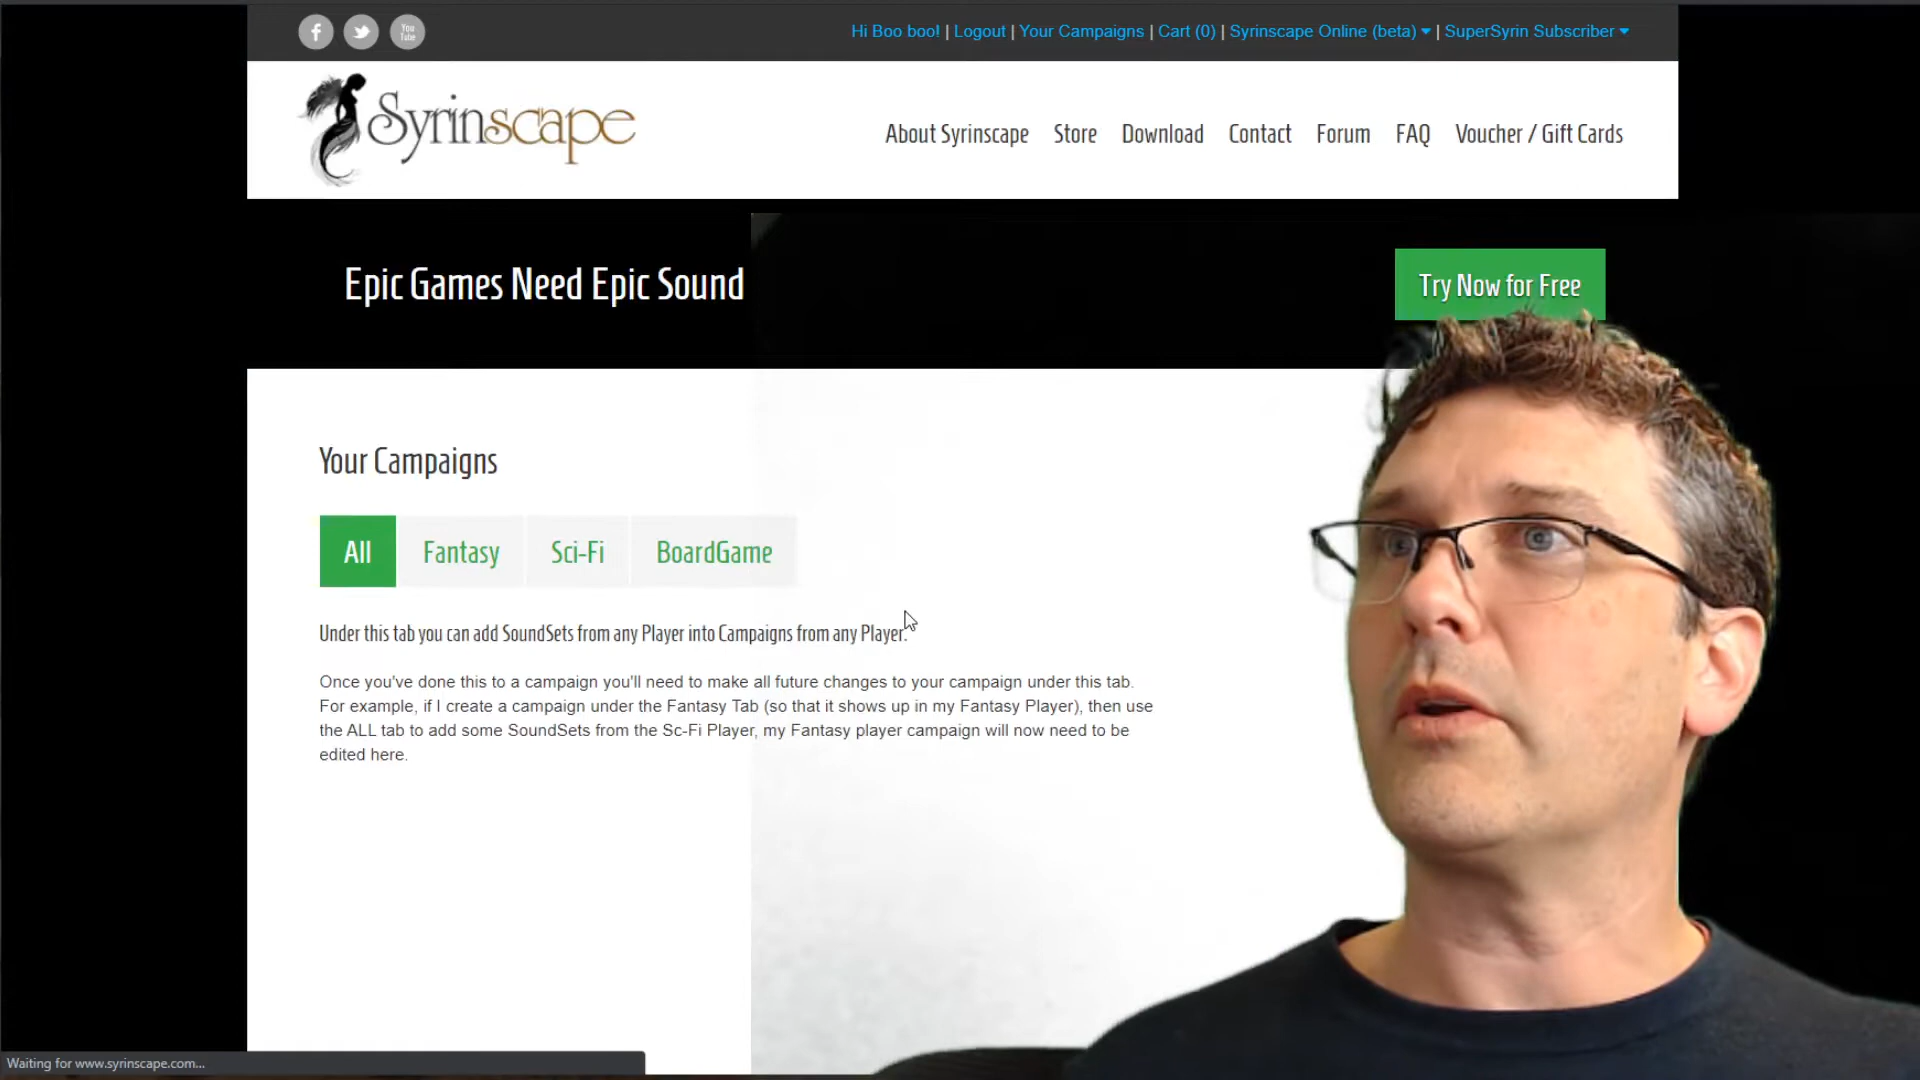 You Tube
Hi Boo boo! | Logout | Your Campaigns | Cart (0) | Syrinscape Online (beta) | SuperSyrin Subscriber
Syrinscape
About Syrinscape Store Download Contact Forum FAQ Voucher / Gift Cards
Epic Games Need Epic Sound
Try Now for Free
Your Campaigns
All Fantasy Sci-Fi BoardGame
Under this tab you can add SoundSets from any Player into Campaigns from any Player.
Once you've done this to a campaign you'll need to make all future changes to your campaign under this tab.
For example, if I create a campaign under the Fantasy Tab (so that it shows up in my Fantasy Player), then use
the ALL tab to add some SoundSets from the Sc-Fi Player, my Fantasy player campaign will now need to be
edited here.
Waiting for www.syrinscape.com...